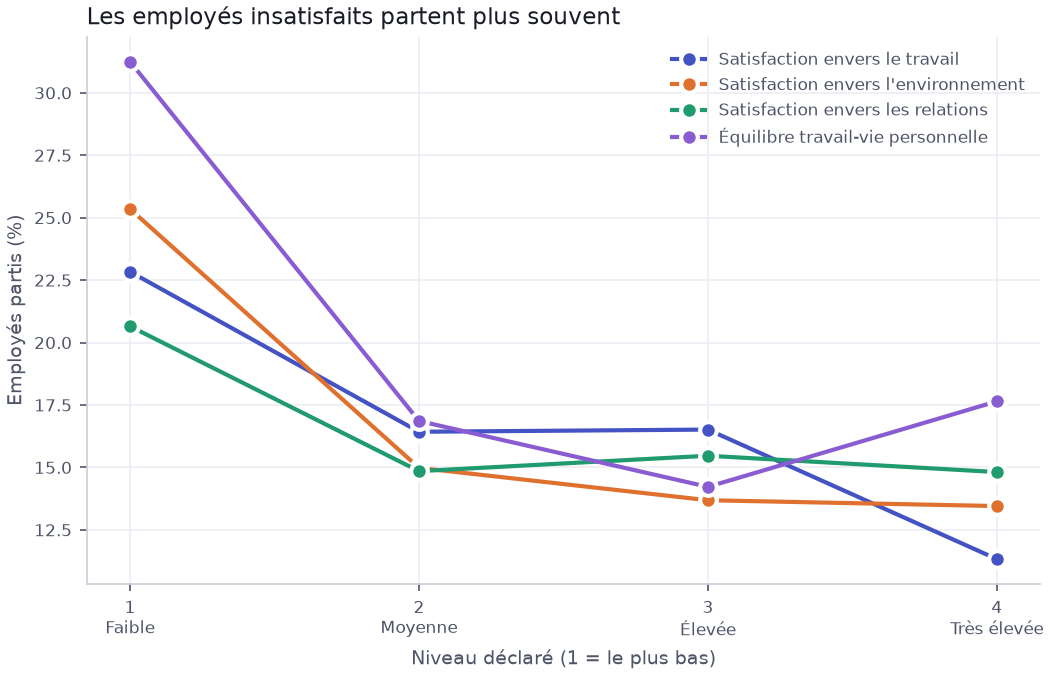 Les employés insatisfaits partent plus souvent
Satisfaction envers le travail
Satisfaction envers l'environnement
Satisfaction envers les relations
Équilibre travail-vie personnelle
Employés partis (%)
30.0
27.5
25.0
22.5
20.0
17.5
15.0
12.5
1
Faible
2
Moyenne
3
Élevée
4
Très élevée
Niveau déclaré (1 = le plus bas)